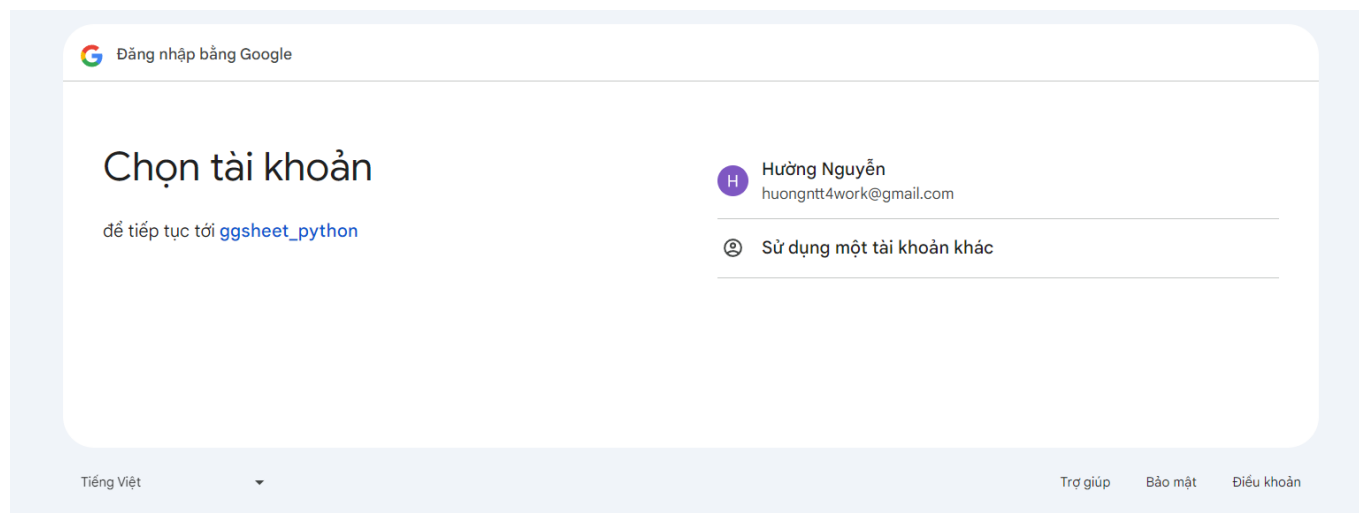 Đăng nhập bằng Google
Chọn tài khoản
để tiếp tục tới ggsheet_python
H
Hường Nguyễn
huongntt4work@gmail.com
Sử dụng một tài khoản khác
Tiếng Việt
Trợ giúp Bảo mật Điều khoản